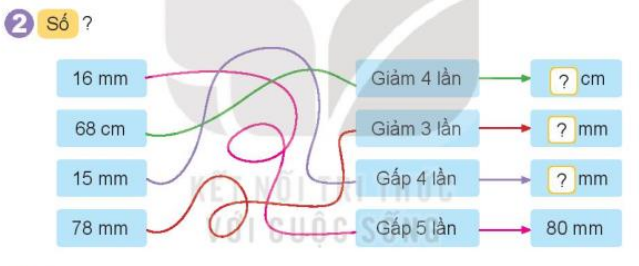 2 Số ?
16 mm Giảm 4 lần ? cm
68 cm Giảm 3 lần ? mm
15 mm Gấp 4 lần ? mm
78 mm Gấp 5 lần 80 mm
KẾT NỐI TRI THỨC
VỚI CUỘC SỐNG